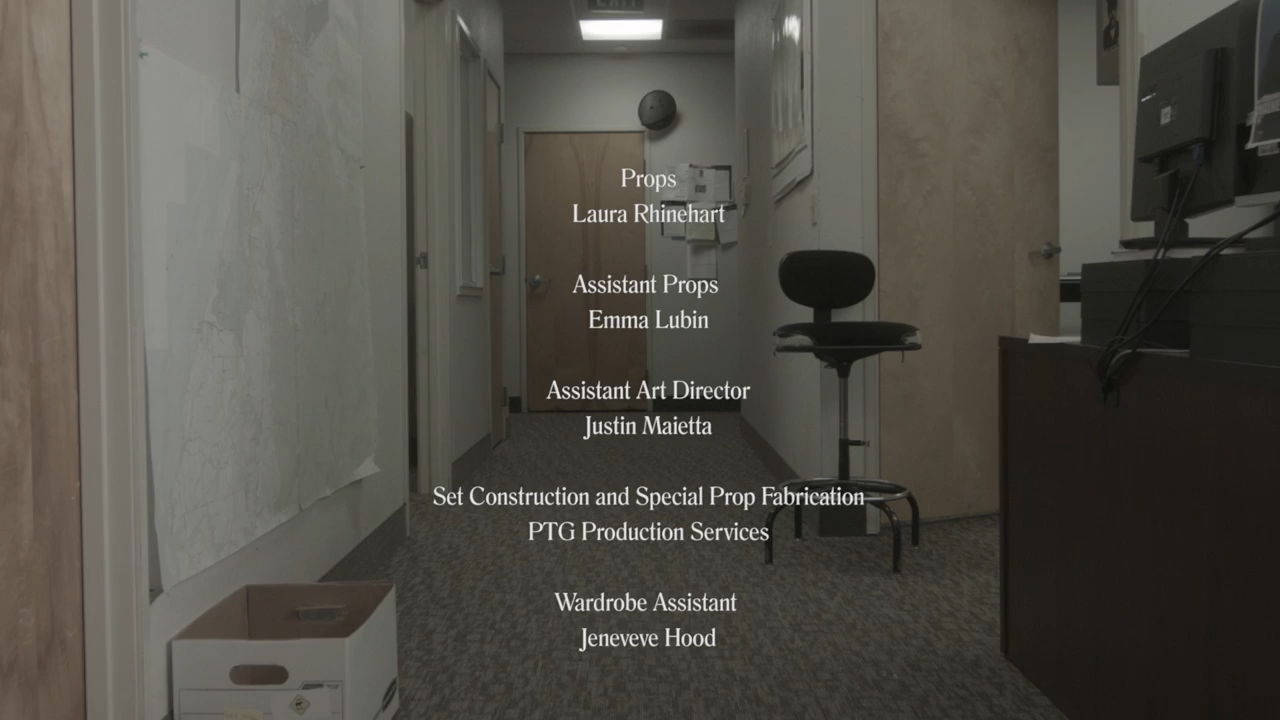 EXIT
Props
Laura Rhinehart
Assistant Props
Emma Lubin
Assistant Art Director
Justin Maietta
Set Construction and Special Prop Fabrication
PTG Production Services
Wardrobe Assistant
Jeneveve Hood